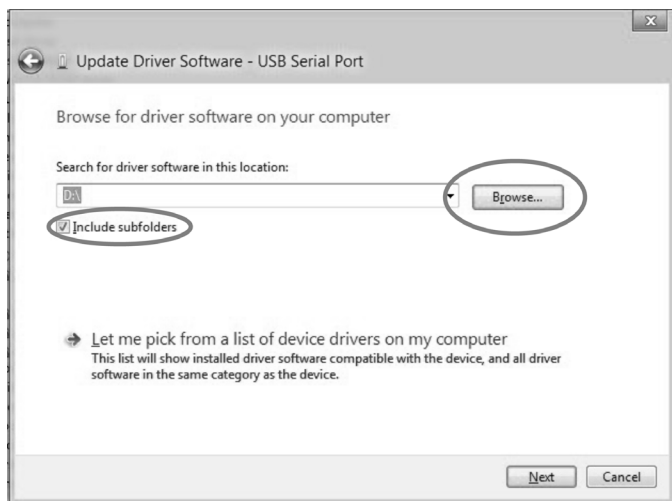 x
Update Driver Software - USB Serial Port
Browse for driver software on your computer
Search for driver software in this location:
D:\
Browse...
Include subfolders
Let me pick from a list of device drivers on my computer
This list will show installed driver software compatible with the device, and all driver
software in the same category as the device.
Next Cancel